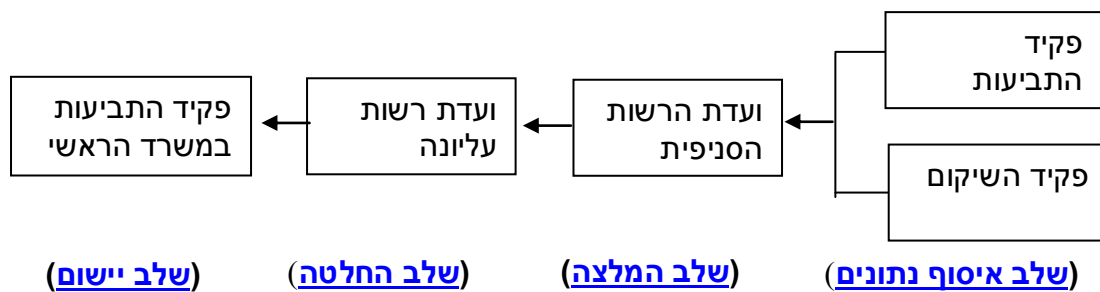 פקיד
התביעות
פקיד השיקום
ועדת הרשות
הסניפית
ועדת רשות
עליונה
פקיד התביעות
במשרד הראשי
(שלב איסוף נתונים)
(שלב המלצה)
(שלב החלטה)
(שלב יישום)